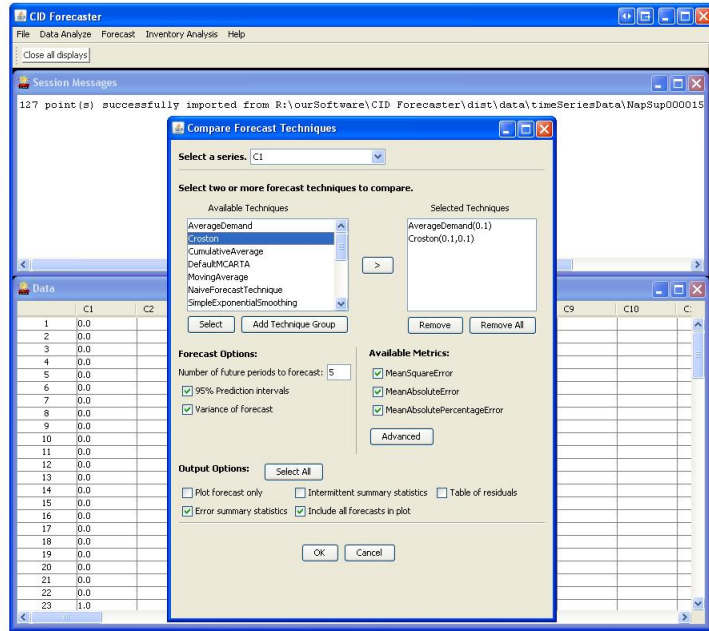 CID Forecaster
File Data Analyze Forecast Inventory Analysis Help
Close all displays
Session Messages
127 point(s) successfully imported from R:\ourSoftware\CID Forecaster\dist\data\timeSeriesData\NapSup000015
Compare Forecast Techniques
Select a series. C1
Select two or more forecast techniques to compare.
Available Techniques
AverageDemand
Croston
CumulativeAverage
DefaultMCARTA
MovingAverage
NaiveForecastTechnique
SimpleExponentialSmoothing
>
Selected Techniques
AverageDemand(0.1)
Croston(0.1,0.1)
Select Add Technique Group
Remove Remove All
Forecast Options:
Number of future periods to forecast: 5
95% Prediction intervals
Variance of forecast
Available Metrics:
MeanSquareError
MeanAbsoluteError
MeanAbsolutePercentageError
Advanced
Output Options: Select All
Plot forecast only Intermittent summary statistics Table of residuals
Error summary statistics Include all forecasts in plot
OK Cancel
Data
C1 C2 C9 C10 C
1 0.0
2 0.0
3 0.0
4 0.0
5 0.0
6 0.0
7 0.0
8 0.0
9 0.0
10 0.0
11 0.0
12 0.0
13 0.0
14 0.0
15 0.0
16 0.0
17 0.0
18 0.0
19 0.0
20 0.0
21 0.0
22 0.0
23 1.0